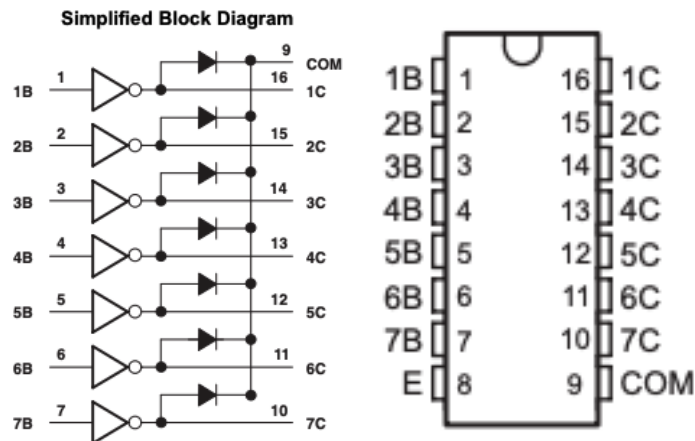 Simplified Block Diagram
9
COM
1B 1 16 1C
2B 2 15 2C
3B 3 14 3C
4B 4 13 4C
5B 5 12 5C
6B 6 11 6C
7B 7 10 7C
1B 1 16 1C
2B 2 15 2C
3B 3 14 3C
4B 4 13 4C
5B 5 12 5C
6B 6 11 6C
7B 7 10 7C
E 8 9 COM